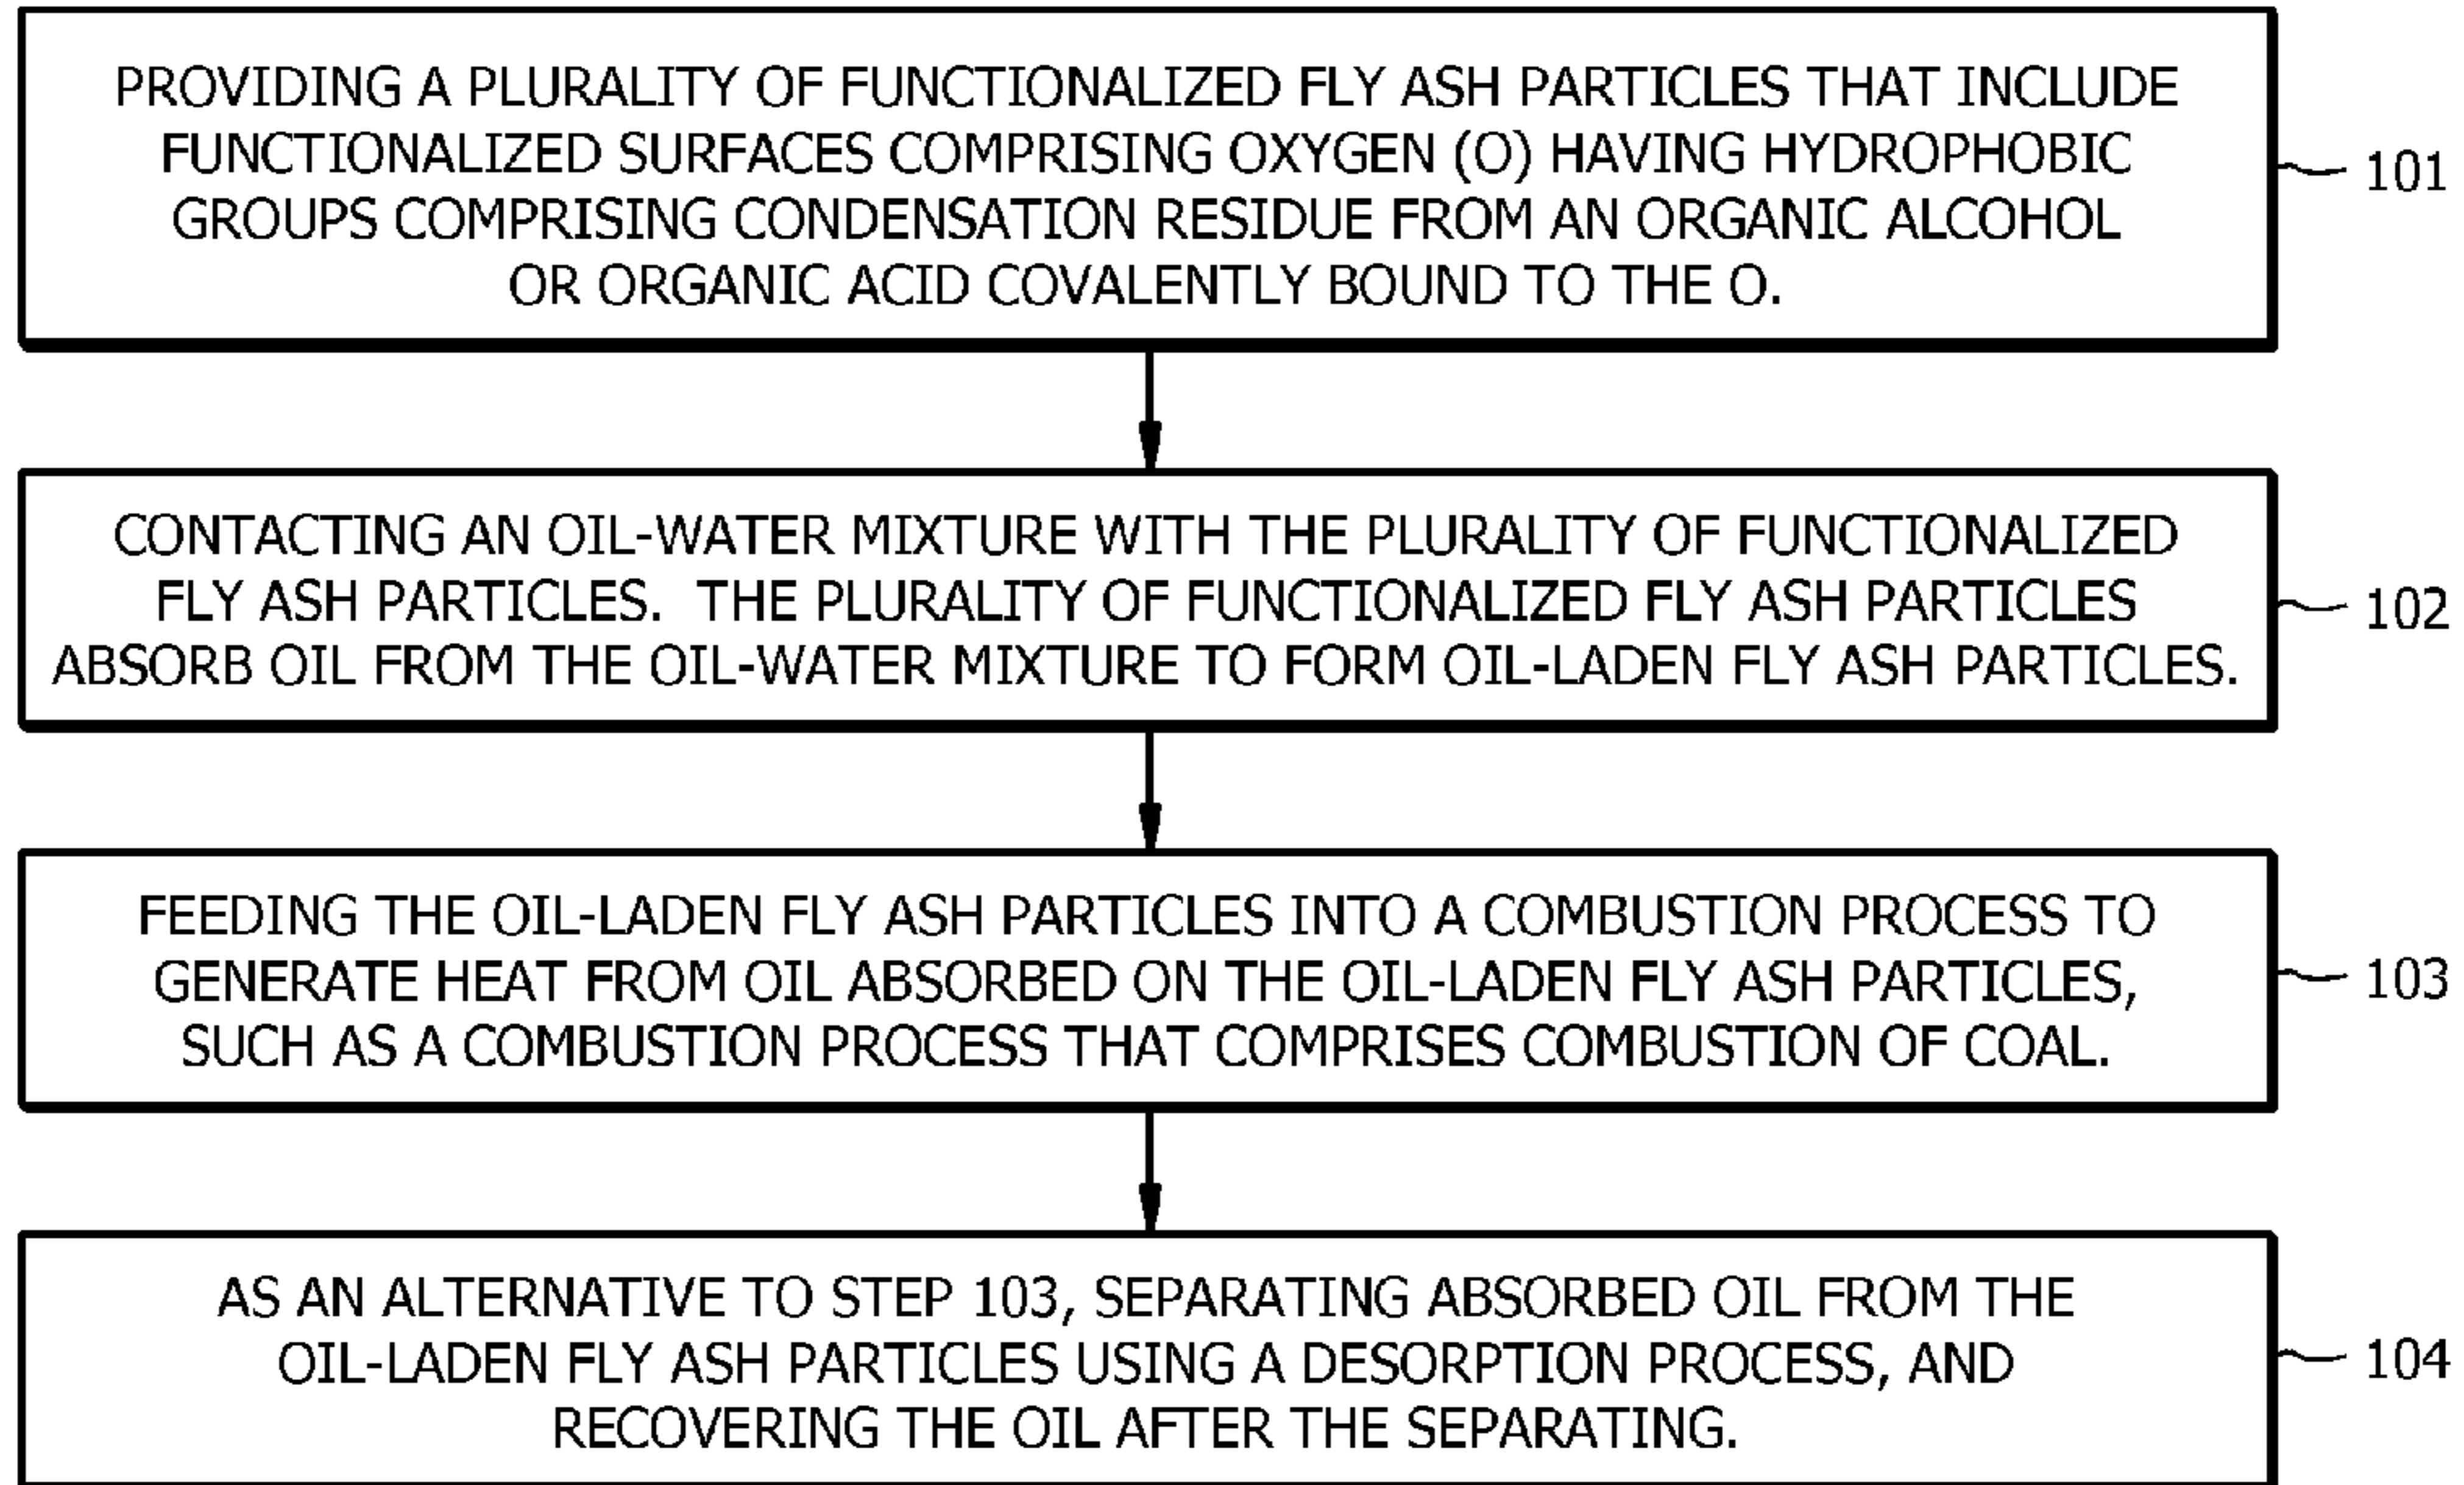 PROVIDING A PLURALITY OF FUNCTIONALIZED FLY ASH PARTICLES THAT INCLUDE
FUNCTIONALIZED SURFACES COMPRISING OXYGEN (O) HAVING HYDROPHOBIC
GROUPS COMPRISING CONDENSATION RESIDUE FROM AN ORGANIC ALCOHOL
OR ORGANIC ACID COVALENTLY BOUND TO THE O.
101
CONTACTING AN OIL-WATER MIXTURE WITH THE PLURALITY OF FUNCTIONALIZED
FLY ASH PARTICLES. THE PLURALITY OF FUNCTIONALIZED FLY ASH PARTICLES
ABSORB OIL FROM THE OIL-WATER MIXTURE TO FORM OIL-LADEN FLY ASH PARTICLES.
102
FEEDING THE OIL-LADEN FLY ASH PARTICLES INTO A COMBUSTION PROCESS TO
GENERATE HEAT FROM OIL ABSORBED ON THE OIL-LADEN FLY ASH PARTICLES,
SUCH AS A COMBUSTION PROCESS THAT COMPRISES COMBUSTION OF COAL.
103
AS AN ALTERNATIVE TO STEP 103, SEPARATING ABSORBED OIL FROM THE
OIL-LADEN FLY ASH PARTICLES USING A DESORPTION PROCESS, AND
RECOVERING THE OIL AFTER THE SEPARATING.
104